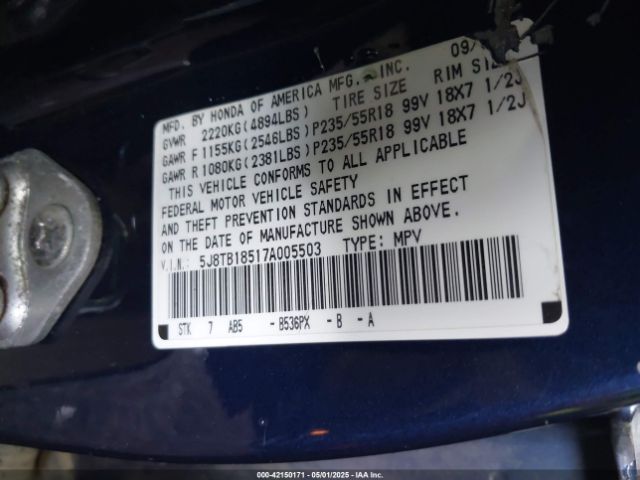 MFD. BY HONDA OF AMERICA MFG., INC. 09/
GVWR 2220KG(4894LBS) TIRE SIZE RIM SIZE
GAWR F1155KG(2546LBS)P235/55R18 99V 18X7 1/2J
GAWR R1080KG(2381LBS)P235/55R18 99V 18X7 1/2J
THIS VEHICLE CONFORMS TO ALL APPLICABLE
FEDERAL MOTOR VEHICLE SAFETY
AND THEFT PREVENTION STANDARDS IN EFFECT
ON THE DATE OF MANUFACTURE SHOWN ABOVE.
V.I.N.: 5J8TB18517A005503 TYPE: MPV
STK 7 AB5 -B536PX -B -A
# 0000-42150171 - 05/01/2025 - IAA Inc.